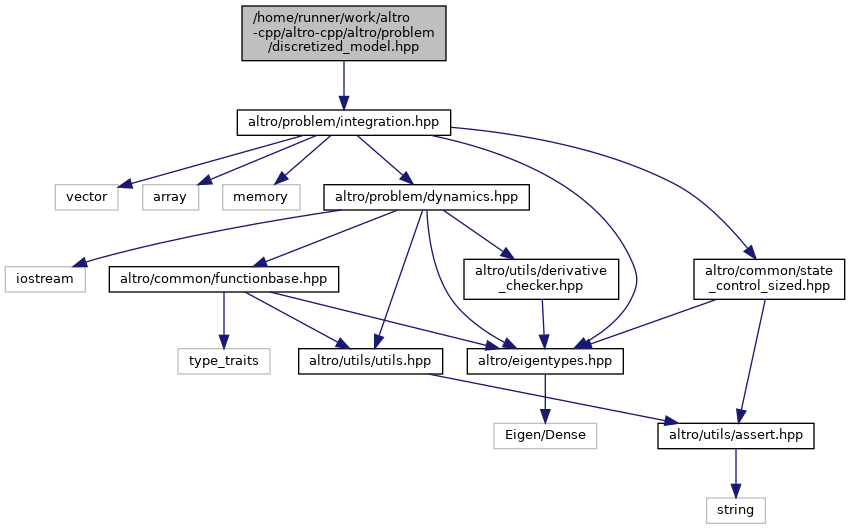 /home/runner/work/altro
-cpp/altro-cpp/altro/problem
/discretized_model.hpp
altro/problem/integration.hpp
vector
array
memory
altro/problem/dynamics.hpp
iostream
altro/common/functionbase.hpp
altro/utils/derivative
_checker.hpp
altro/common/state
_control_sized.hpp
type_traits
altro/utils/utils.hpp
altro/eigentypes.hpp
Eigen/Dense
altro/utils/assert.hpp
string